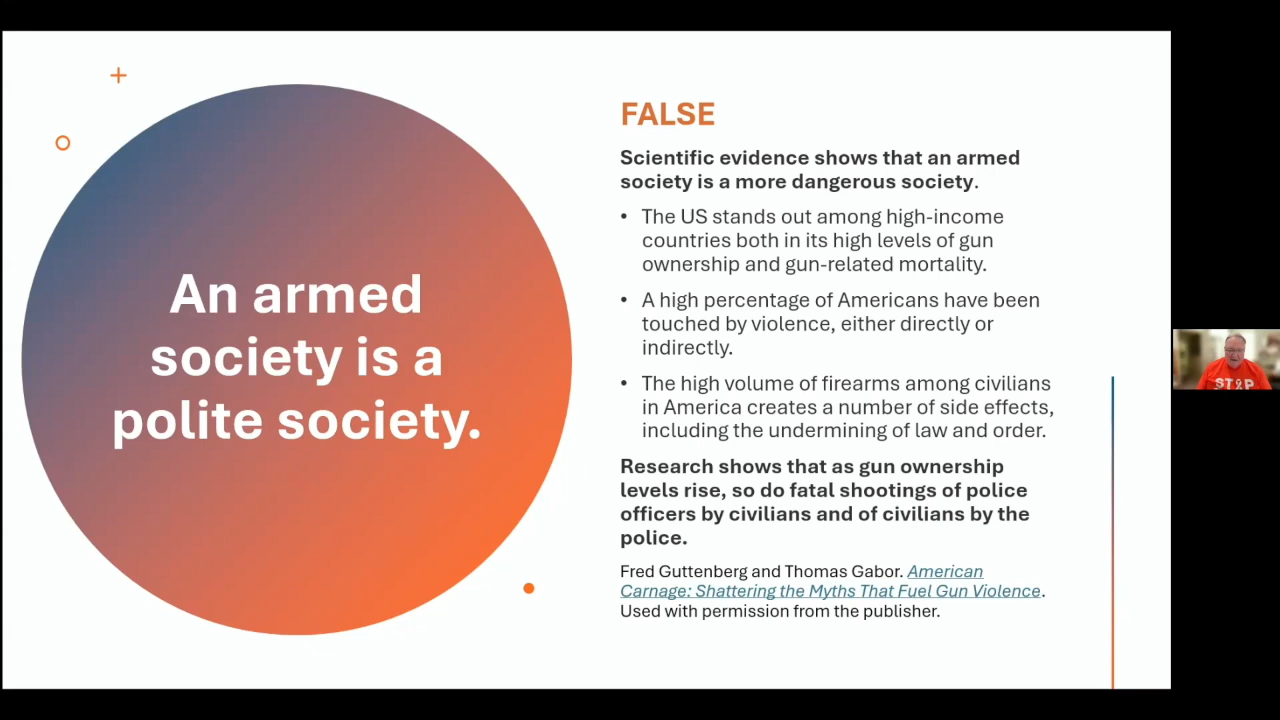 An armed
society is a
polite society.
FALSE
Scientific evidence shows that an armed
society is a more dangerous society.
• The US stands out among high-income
countries both in its high levels of gun
ownership and gun-related mortality.
• A high percentage of Americans have been
touched by violence, either directly or
indirectly.
• The high volume of firearms among civilians
in America creates a number of side effects,
including the undermining of law and order.
Research shows that as gun ownership
levels rise, so do fatal shootings of police
officers by civilians and of civilians by the
police.
Fred Guttenberg and Thomas Gabor. American
Carnage: Shattering the Myths That Fuel Gun Violence.
Used with permission from the publisher.
ST P